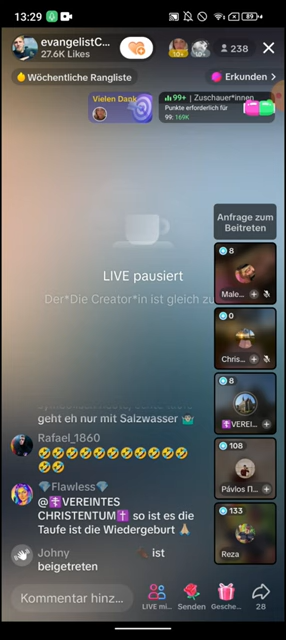 13:29
89
evangelistC...
27.6K Likes
10+
238
Wöchentliche Rangliste
Erkunden >
Vielen Dank
99+ | Zuschauer*innen
Punkte erforderlich für
99: 169K
Anfrage zum
Beitreten
LIVE pausiert
Der*Die Creator*in ist gleich zu
8
Male...
0
Chris...
8
✝️VEREI...
108
Pávlos Π...
133
Reza
geht eh nur mit Salzwasser 🤷🏼‍♂️
Rafael_1860
🤣🤣🤣🤣🤣🤣🤣🤣🤣🤣🤣
🤣🤣
💎Flawless💎
@✝️VEREINTES
CHRISTENTUM✝️ so ist es die
Taufe ist die Wiedergeburt 🙏🏼
Johny ist
beigetreten
Kommentar hinz...
LIVE mi...
Senden
Gesche...
28